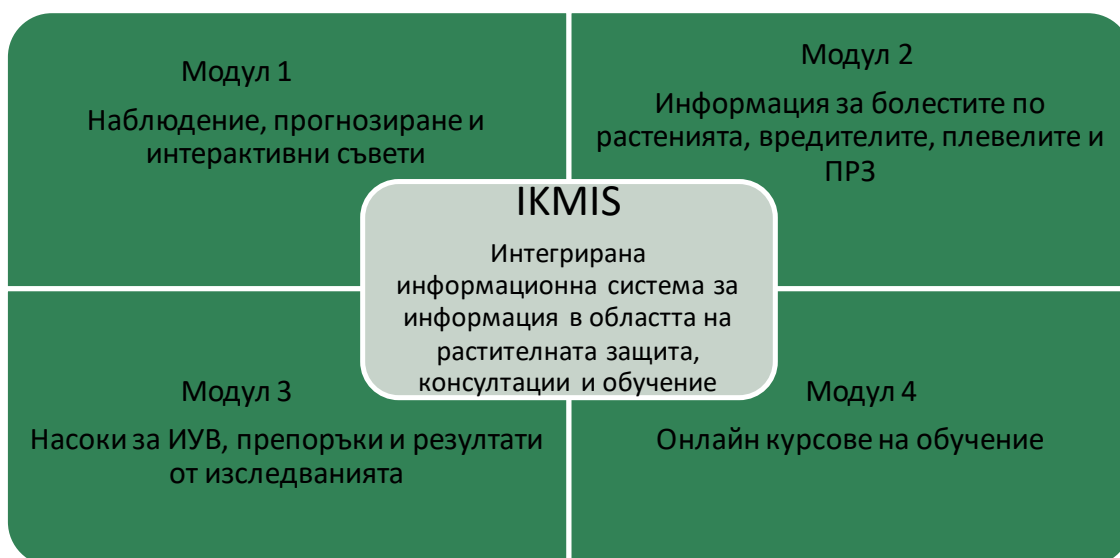 Модул 1
Наблюдение, прогнозиране и
интерактивни съвети
Модул 2
Информация за болестите по
растенията, вредителите, плевелите и
ПРЗ
IKMIS
Интегрирана
информационна система за
информация в областта на
растителната защита,
консултации и обучение
Модул 3
Насоки за ИУВ, препоръки и резултати
от изследванията
Модул 4
Онлайн курсове на обучение